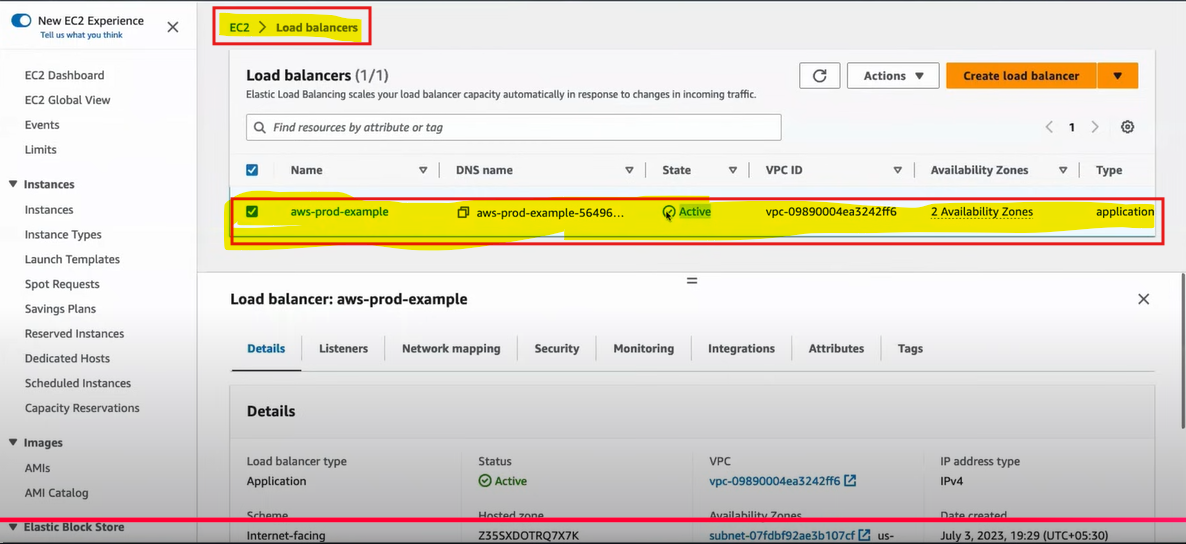 New EC2 Experience
Tell us what you think
EC2 Dashboard
EC2 Global View
Events
Limits
Instances
Instances
Instance Types
Launch Templates
Spot Requests
Savings Plans
Reserved Instances
Dedicated Hosts
Scheduled Instances
Capacity Reservations
Images
AMIs
AMI Catalog
Elastic Block Store
EC2 > Load balancers
Load balancers (1/1)
Elastic Load Balancing scales your load balancer capacity automatically in response to changes in incoming traffic.
Actions
Create load balancer
Find resources by attribute or tag
1
Name DNS name State VPC ID Availability Zones Type
aws-prod-example aws-prod-example-56496... Active vpc-09890004ea3242ff6 2 Availability Zones application
Load balancer: aws-prod-example
Details Listeners Network mapping Security Monitoring Integrations Attributes Tags
Details
Load balancer type Status VPC IP address type
Application Active vpc-09890004ea3242ff6 IPv4
Scheme Hosted zone Availability Zones Date created
Internet-facing Z35SXDOTRQ7X7K subnet-07fdbf92ae3b107cf us- July 3, 2023, 19:29 (UTC+05:30)